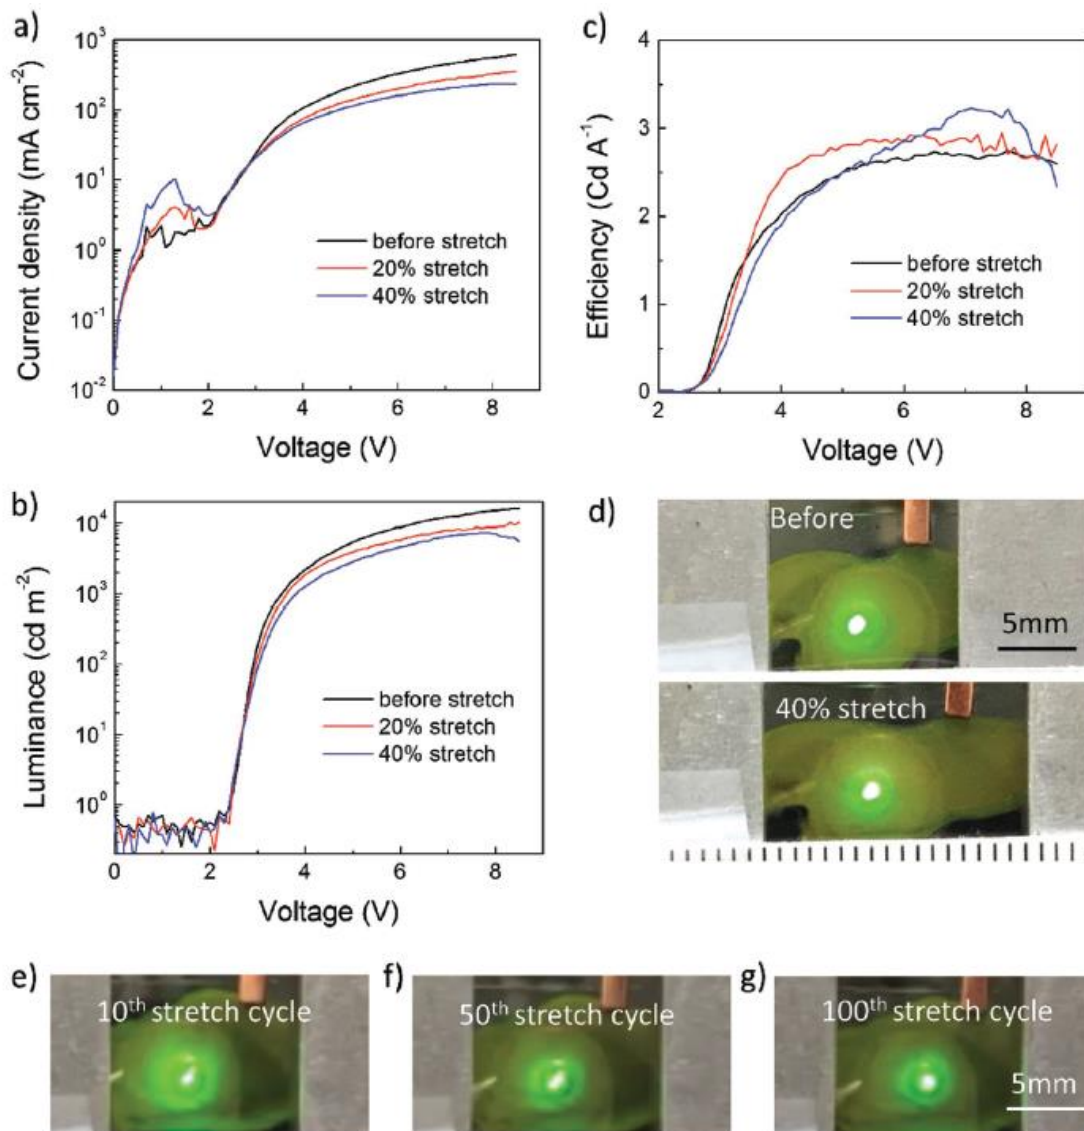 a)
10³
10²
10¹
10⁰
10⁻¹
10⁻²
Current density (mA cm⁻²)
before stretch
20% stretch
40% stretch
0
2
4
6
8
Voltage (V)
c)
4
3
2
1
0
Efficiency (Cd A⁻¹)
before stretch
20% stretch
40% stretch
2
4
6
8
Voltage (V)
b)
10⁴
10³
10²
10¹
10⁰
Luminance (cd m⁻²)
before stretch
20% stretch
40% stretch
0
2
4
6
8
Voltage (V)
d)
Before
5mm
40% stretch
e)
10ᵗʰ stretch cycle
f)
50ᵗʰ stretch cycle
g)
100ᵗʰ stretch cycle
5mm